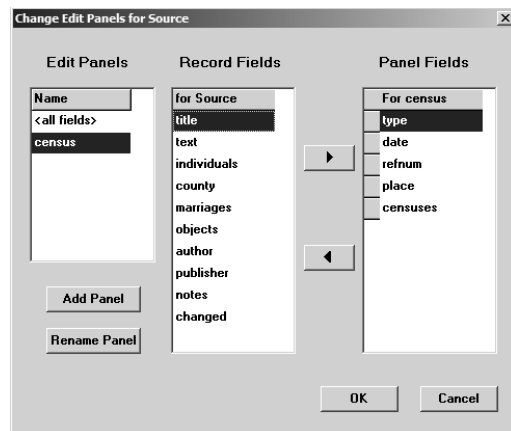 Change Edit Panels for Source
Edit Panels
Record Fields
Panel Fields
Name
<all fields>
census
for Source
title
text
individuals
county
marriages
objects
author
publisher
notes
changed
For census
type
date
refnum
place
censuses
Add Panel
Rename Panel
OK
Cancel